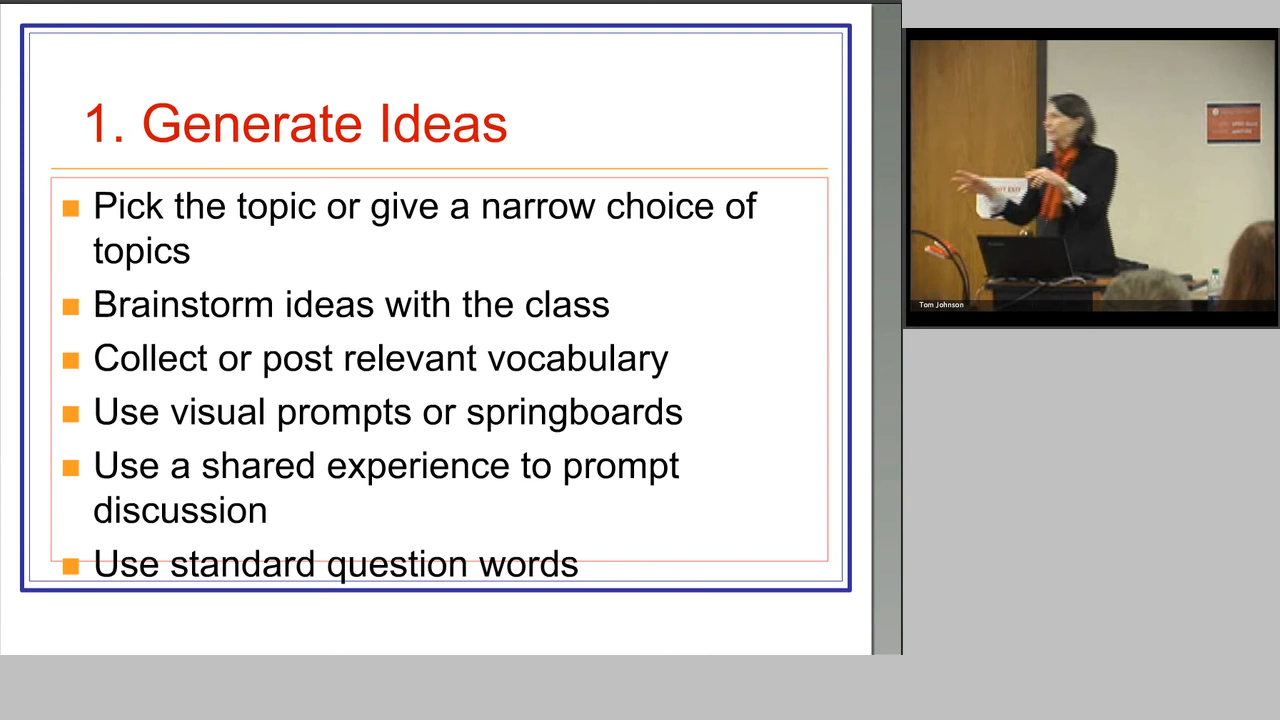 1. Generate Ideas
Pick the topic or give a narrow choice of
topics
Brainstorm ideas with the class
Collect or post relevant vocabulary
Use visual prompts or springboards
Use a shared experience to prompt
discussion
Use standard question words
Tom Johnson